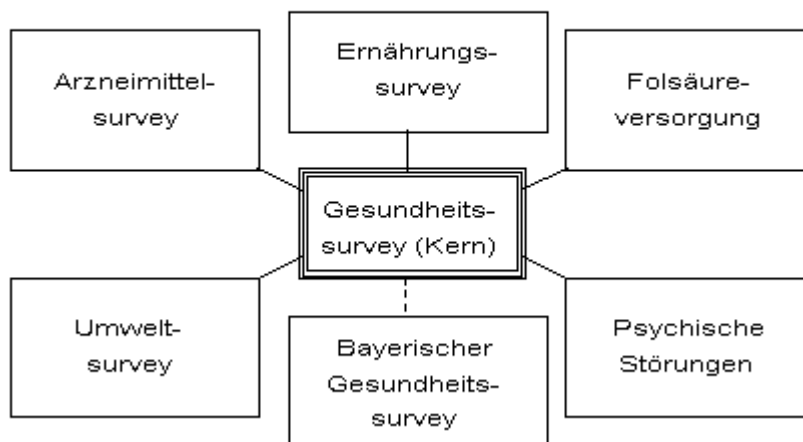 Arzneimittel-
survey
Ernährungs-
survey
Folsäure-
versorgung
Gesundheits-
survey (Kern)
Umwelt-
survey
Bayerischer
Gesundheits-
survey
Psychische
Störungen